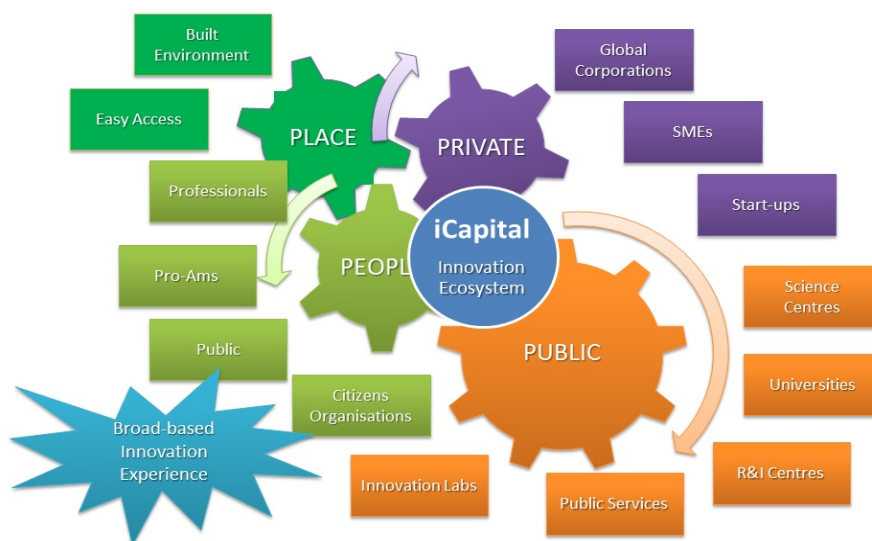 Built
Environment
Global
Corporations
Easy Access
PLACE
PRIVATE
SMEs
Professionals
Start-ups
iCapital
Innovation
Ecosystem
PEOPL
Pro-Ams
Science
Centres
Public
PUBLIC
Universities
Citizens
Organisations
Broad-based
Innovation
Experience
Innovation Labs
Public Services
R&I Centres